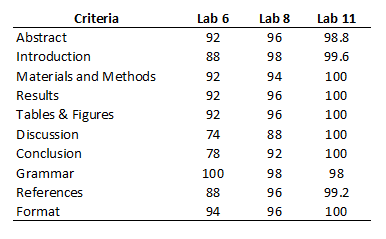 Criteria Lab 6 Lab 8 Lab 11
Abstract 92 96 98.8
Introduction 88 98 99.6
Materials and Methods 92 94 100
Results 92 96 100
Tables & Figures 92 96 100
Discussion 74 88 100
Conclusion 78 92 100
Grammar 100 98 98
References 88 96 99.2
Format 94 96 100